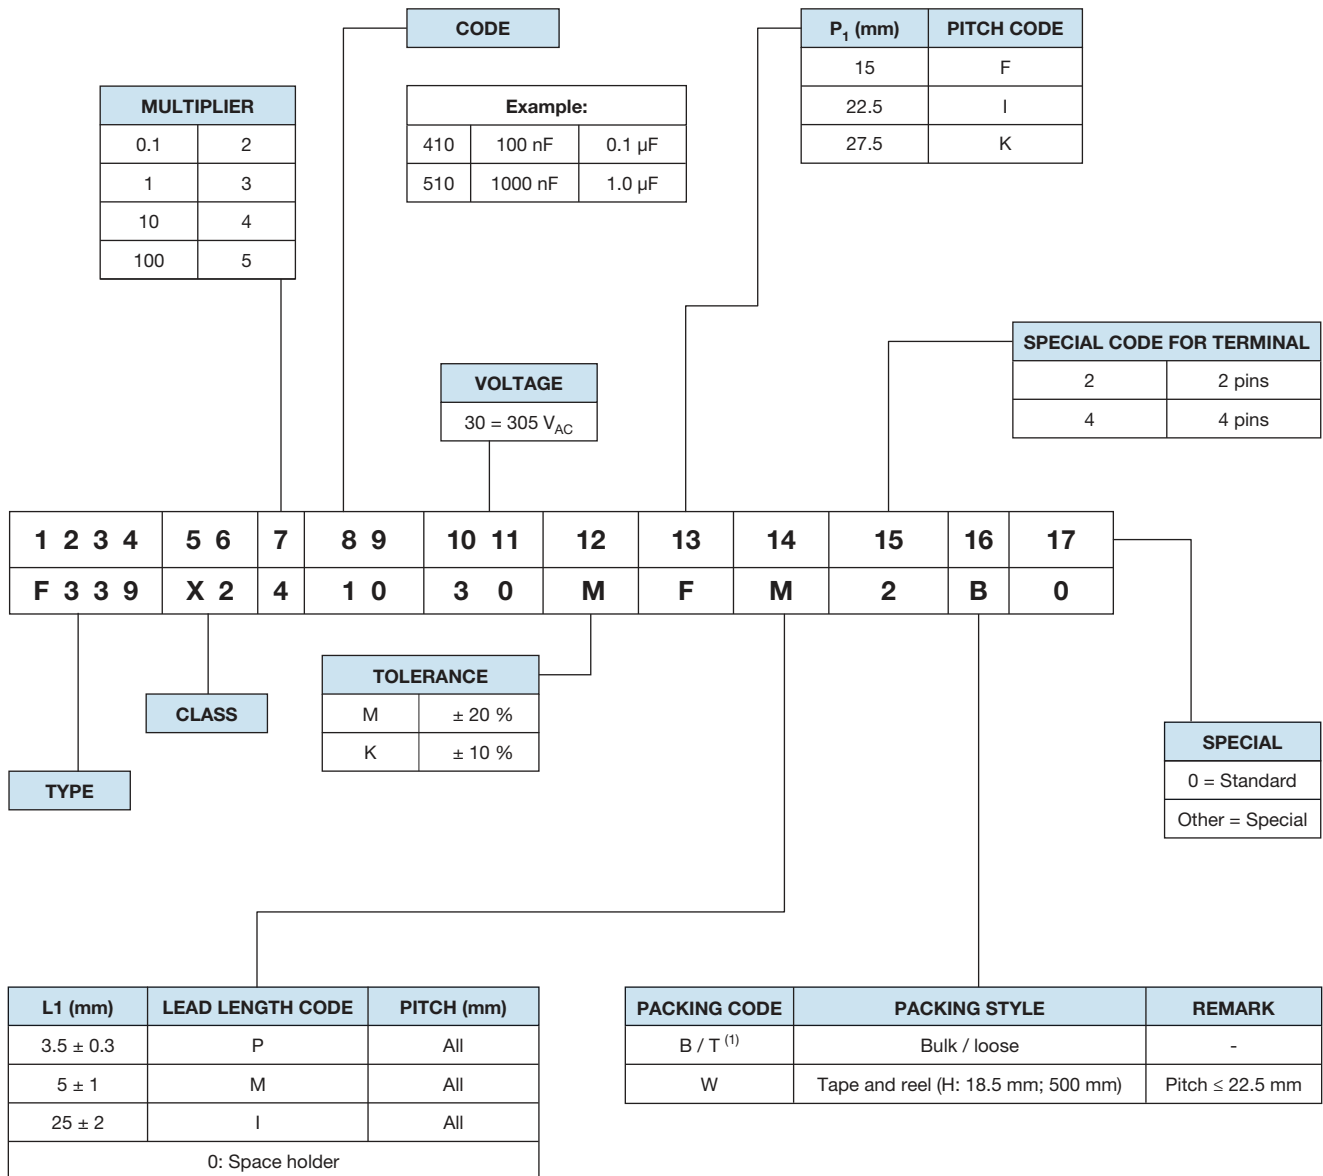 CODE
P1 (mm) PITCH CODE
15 F
22.5 I
27.5 K
MULTIPLIER
0.1 2
1 3
10 4
100 5
Example:
410 100 nF 0.1 µF
510 1000 nF 1.0 µF
SPECIAL CODE FOR TERMINAL
2 2 pins
4 4 pins
VOLTAGE
30 = 305 VAC
1 2 3 4 5 6 7 8 9 10 11 12 13 14 15 16 17
F 3 3 9 X 2 4 1 0 3 0 M F M 2 B 0
TOLERANCE
M ± 20 %
K ± 10 %
CLASS
TYPE
SPECIAL
0 = Standard
Other = Special
L1 (mm) LEAD LENGTH CODE PITCH (mm)
3.5 ± 0.3 P All
5 ± 1 M All
25 ± 2 I All
0: Space holder
PACKING CODE PACKING STYLE REMARK
B / T (1) Bulk / loose -
W Tape and reel (H: 18.5 mm; 500 mm) Pitch ≤ 22.5 mm